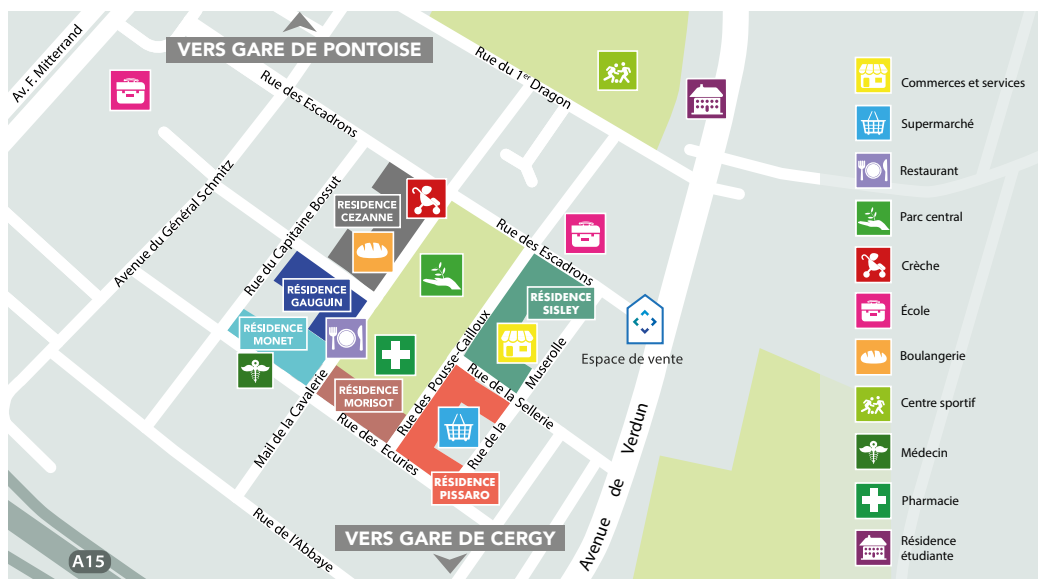 VERS GARE DE PONTOISE
Av. F. Mitterrand
Rue du 1er Dragon
Rue des Escadrons
Avenue du Général Schmitz
Rue du Capitaine Bossut
RESIDENCE
CEZANNE
Rue des Escadrons
RÉSIDENCE
GAUGUIN
RÉSIDENCE
SISLEY
RÉSIDENCE
MONET
Espace de vente
Rue des Pousse-Cailloux
Rue de la Muserolle
Rue de la Sellerie
RÉSIDENCE
MORISOT
Mail de la Cavalerie
Rue des Ecuries
RÉSIDENCE
PISSARO
Avenue de Verdun
Rue de l'Abbaye
VERS GARE DE CERGY
A15
Commerces et services
Supermarché
Restaurant
Parc central
Crèche
École
Boulangerie
Centre sportif
Médecin
Pharmacie
Résidence
étudiante